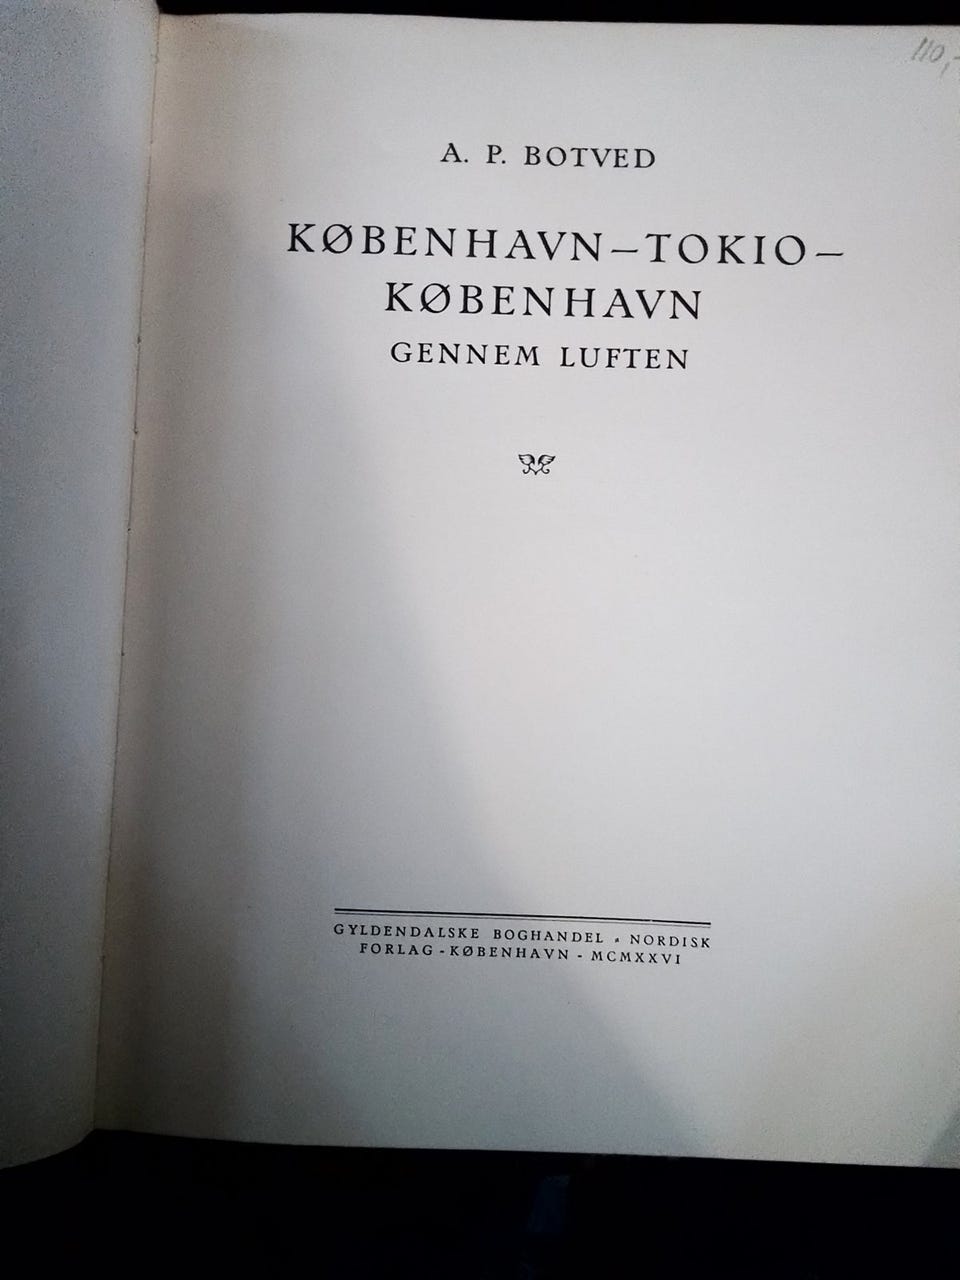 110,-
A. P. BOTVED
KØBENHAVN–TOKIO–
KØBENHAVN
GENNEM LUFTEN
GYLDENDALSKE BOGHANDEL - NORDISK
FORLAG - KØBENHAVN - MCMXXVI